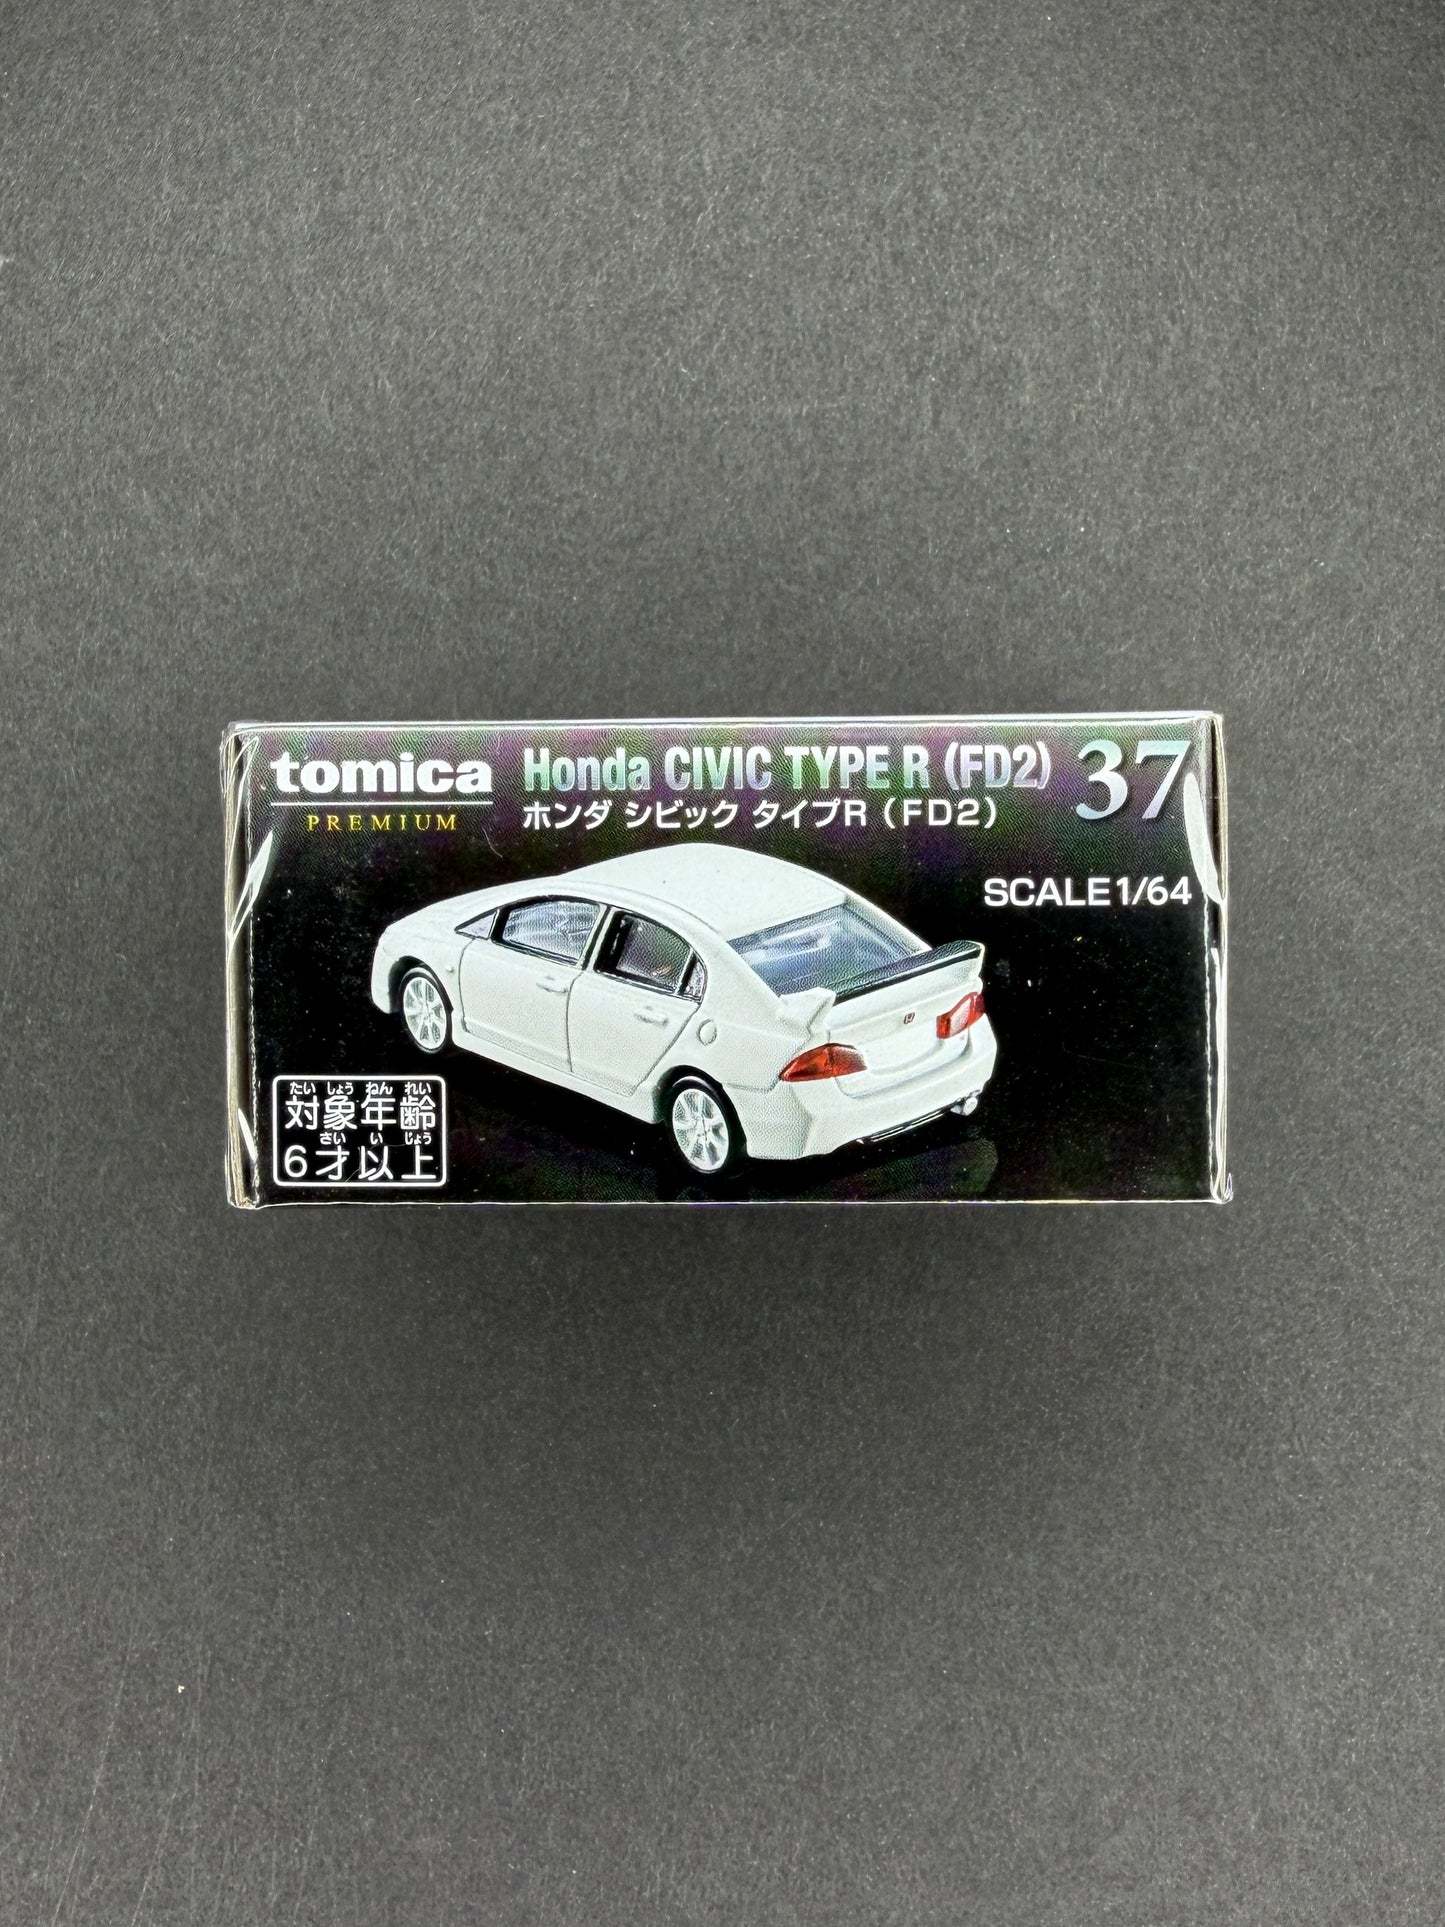 tomica
PREMIUM
Honda CIVIC TYPE R (FD2)
ホンダ シビック タイプR (FD2)
37
SCALE 1/64
たい しょう ねん れい
対象年齢
さい い じょう
6才以上